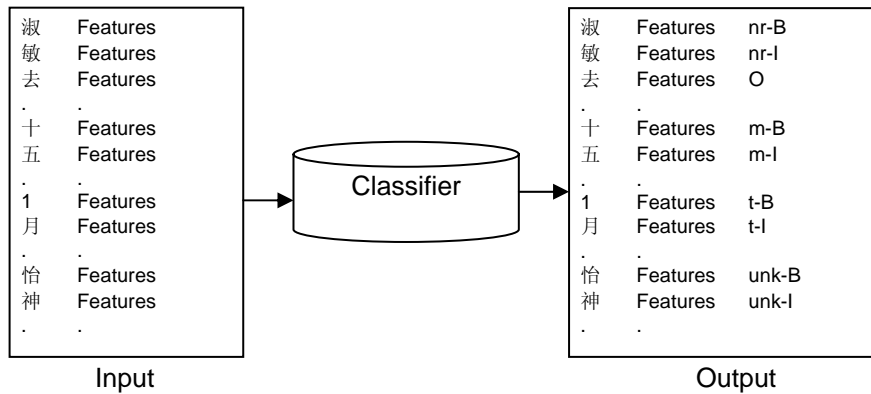 淑 Features
敏 Features
去 Features
. .
十 Features
五 Features
. .
1 Features
月 Features
. .
怡 Features
神 Features
. .
Input
Classifier
淑 Features nr-B
敏 Features nr-I
去 Features O
. .
十 Features m-B
五 Features m-I
. .
1 Features t-B
月 Features t-I
. .
怡 Features unk-B
神 Features unk-I
. .
Output